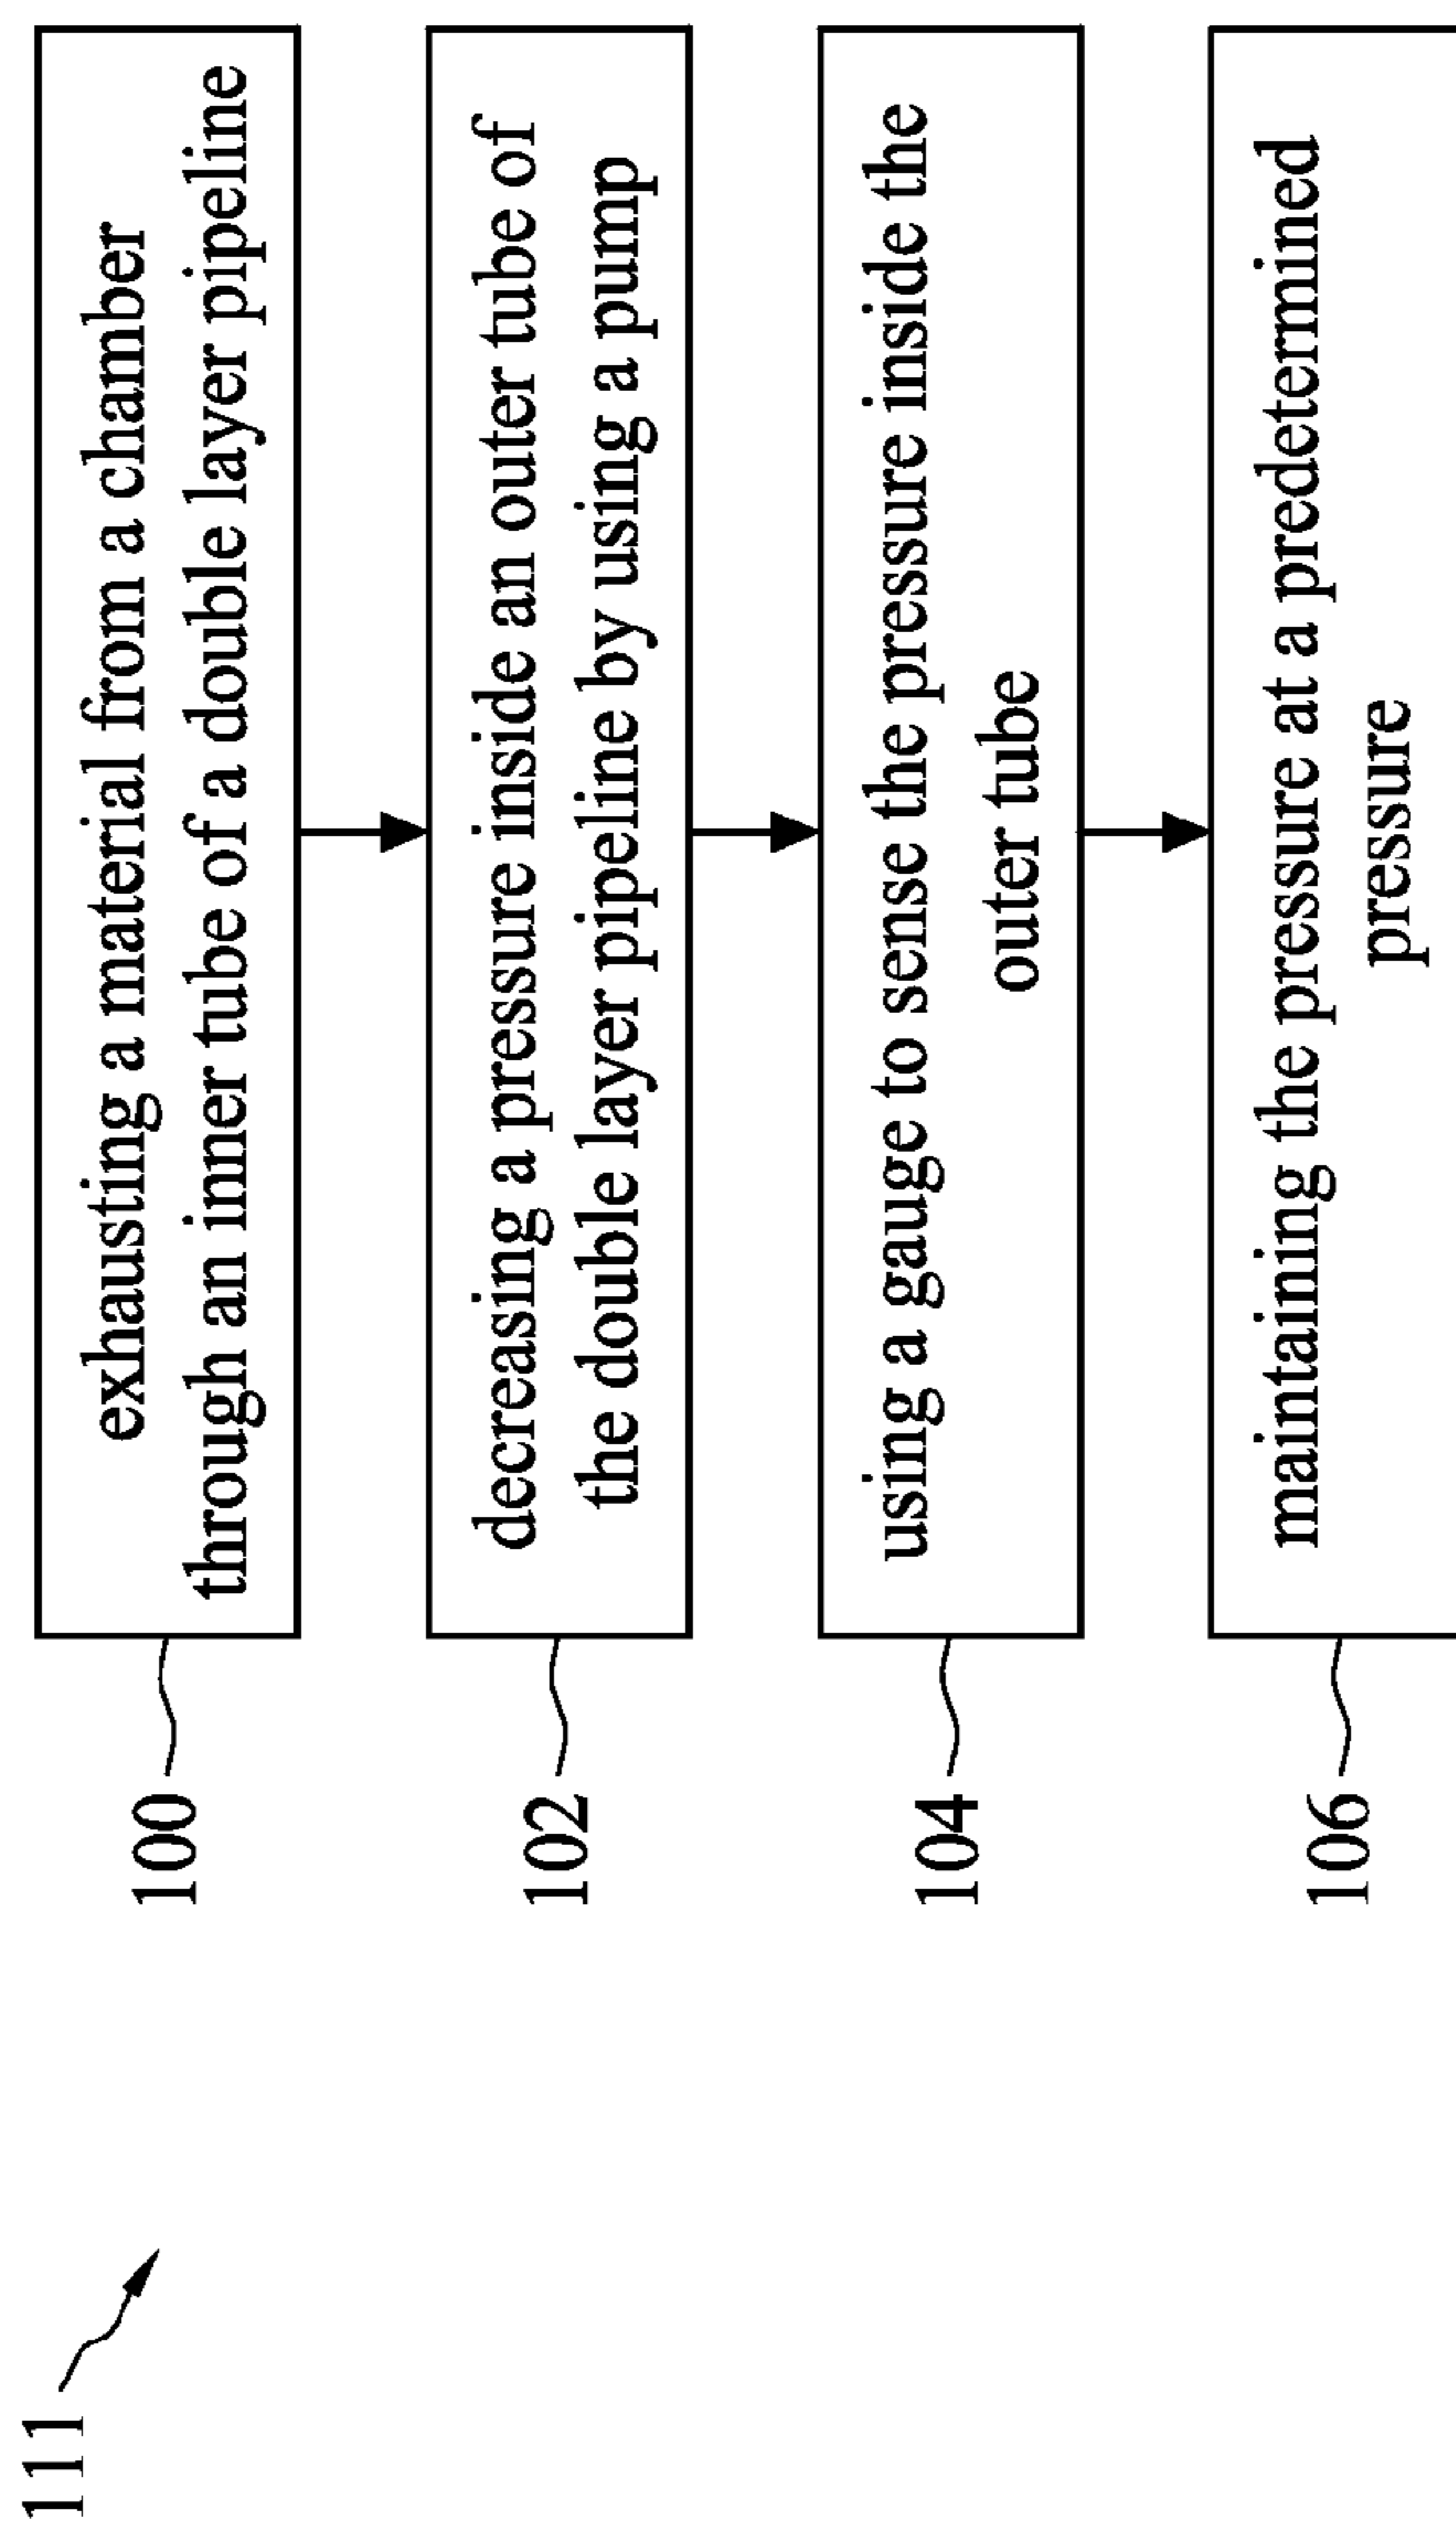 111
100
exhausting a material from a chamber
through an inner tube of a double layer pipeline
102
decreasing a pressure inside an outer tube of
the double layer pipeline by using a pump
104
using a gauge to sense the pressure inside the
outer tube
106
maintaining the pressure at a predetermined
pressure